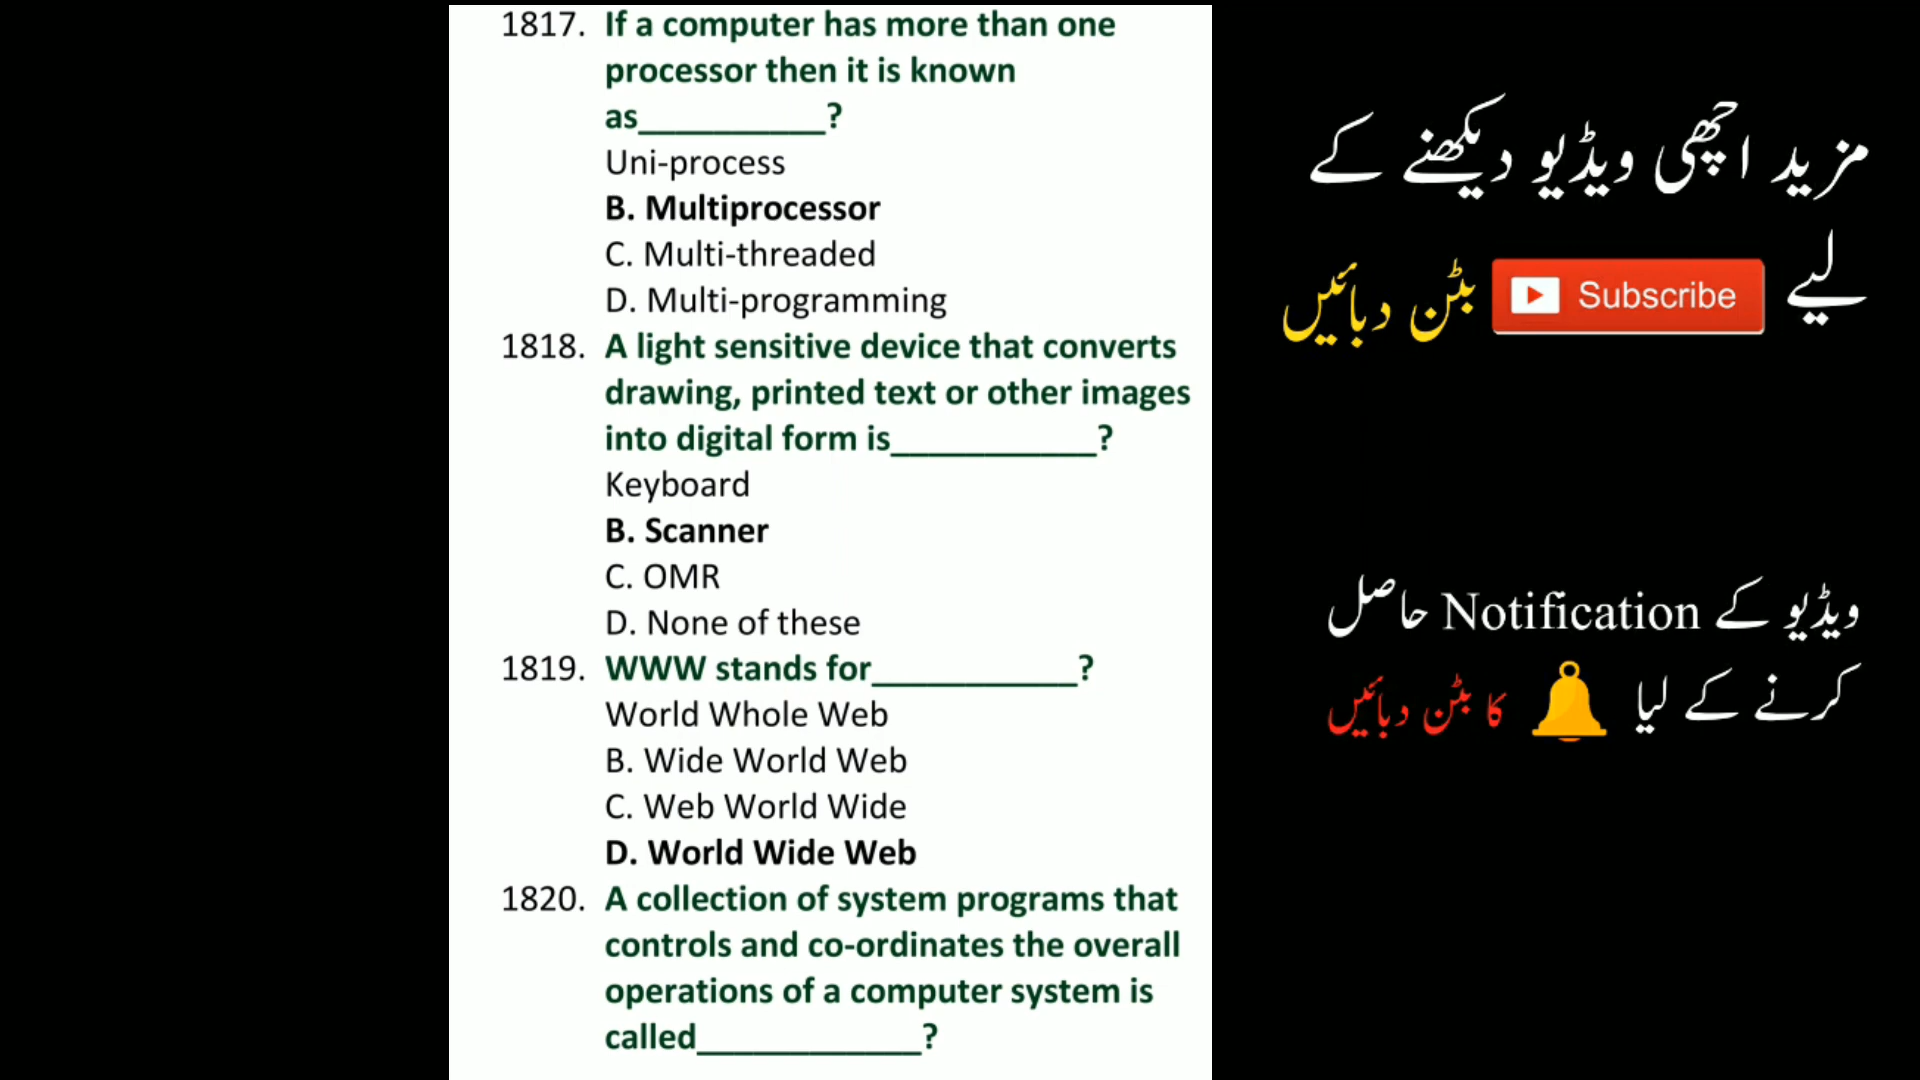 1817. If a computer has more than one
processor then it is known
as__________?
Uni-process
B. Multiprocessor
C. Multi-threaded
D. Multi-programming
1818. A light sensitive device that converts
drawing, printed text or other images
into digital form is___________?
Keyboard
B. Scanner
C. OMR
D. None of these
1819. WWW stands for___________?
World Whole Web
B. Wide World Web
C. Web World Wide
D. World Wide Web
1820. A collection of system programs that
controls and co-ordinates the overall
operations of a computer system is
called____________?
مزید اچھی ویڈیو دیکھنے کے
لیے Subscribe بٹن دبائیں
ویڈیو کے Notification حاصل
کرنے کے لیا کا بٹن دبائیں